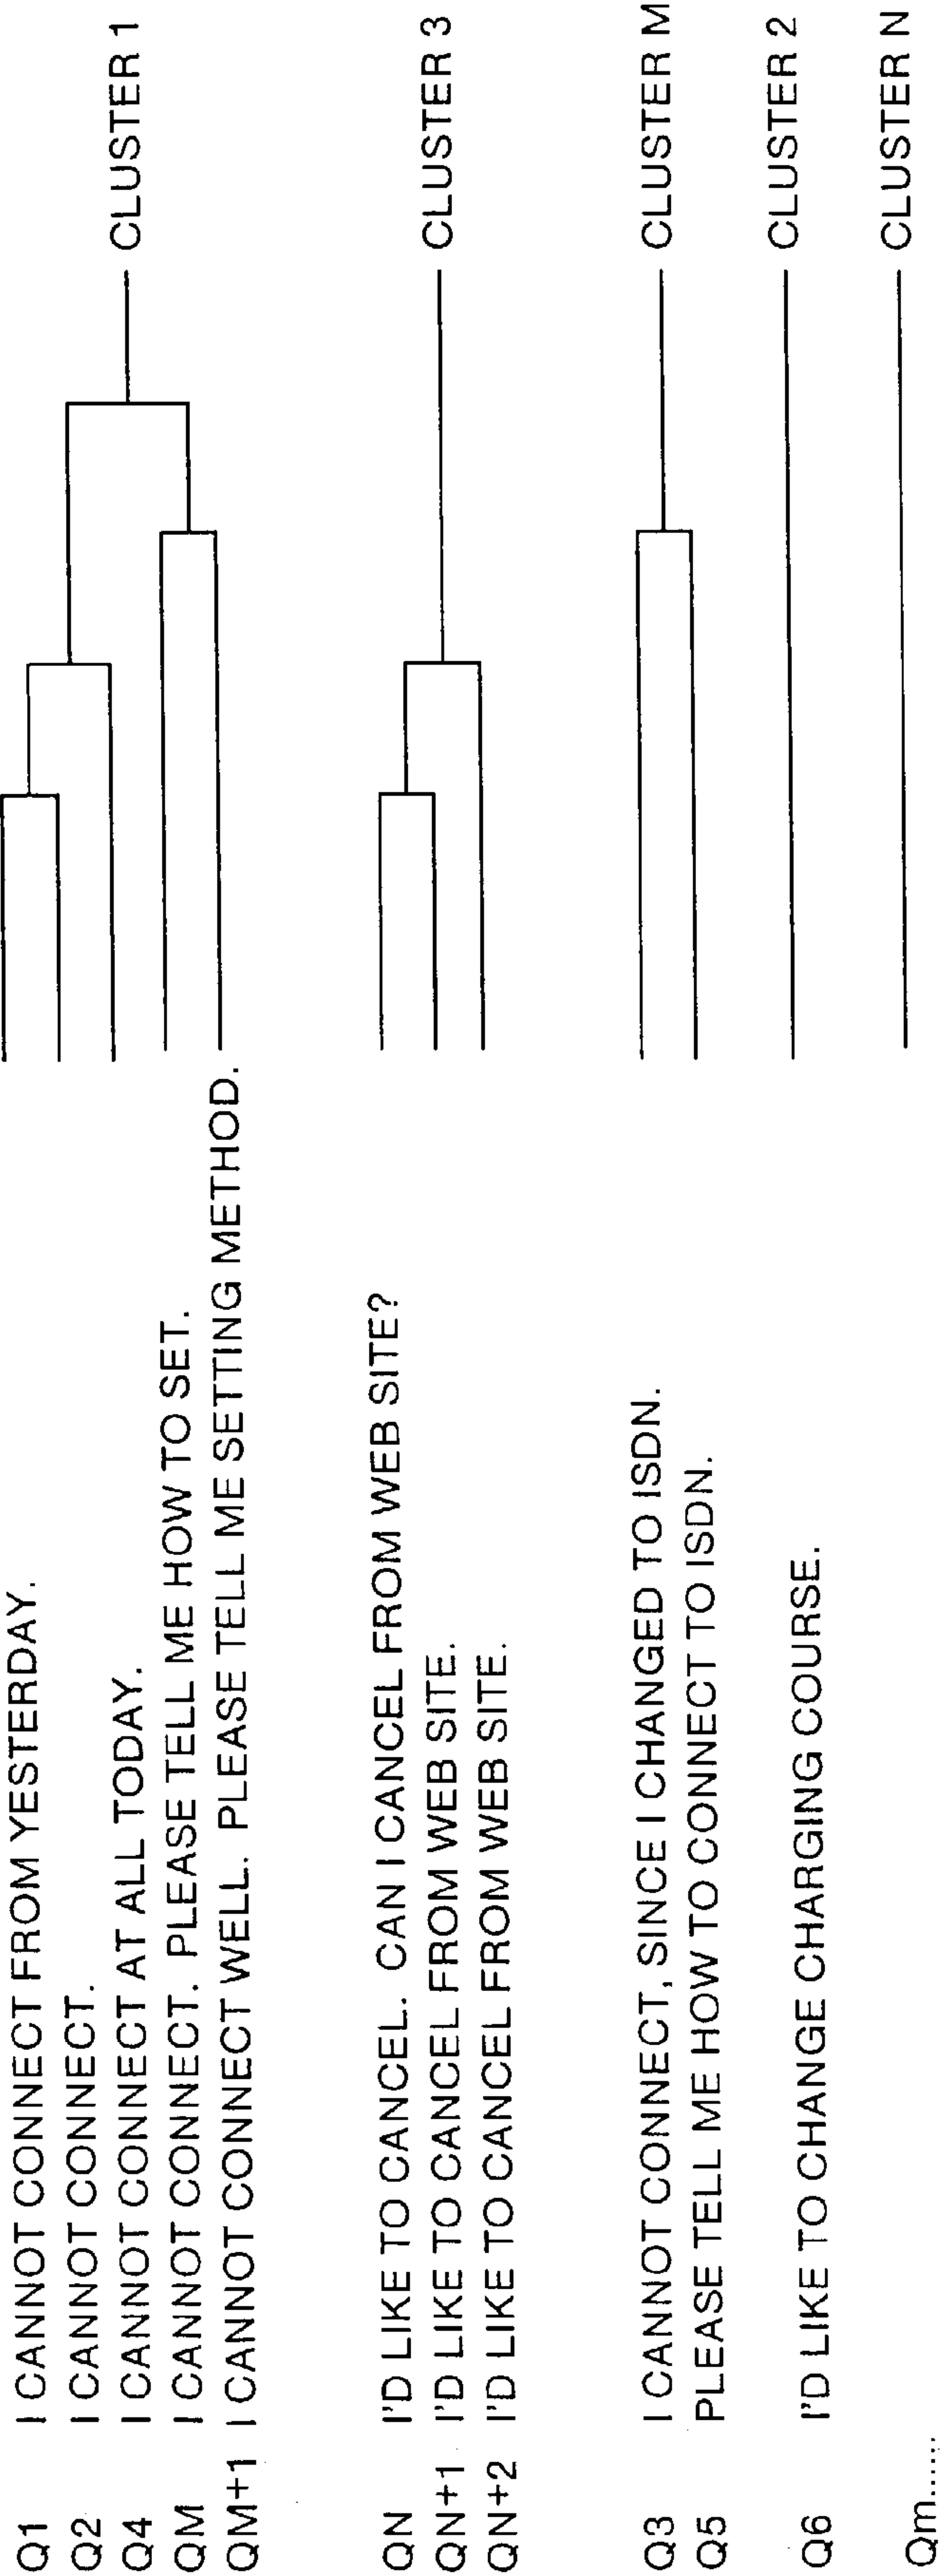 Q1 I CANNOT CONNECT FROM YESTERDAY.
Q2 I CANNOT CONNECT.
Q4 I CANNOT CONNECT AT ALL TODAY.
QM I CANNOT CONNECT. PLEASE TELL ME HOW TO SET.
QM+1 I CANNOT CONNECT WELL. PLEASE TELL ME SETTING METHOD.
CLUSTER 1
QN I'D LIKE TO CANCEL. CAN I CANCEL FROM WEB SITE?
QN+1 I'D LIKE TO CANCEL FROM WEB SITE.
QN+2 I'D LIKE TO CANCEL FROM WEB SITE.
CLUSTER 3
Q3 I CANNOT CONNECT, SINCE I CHANGED TO ISDN.
Q5 PLEASE TELL ME HOW TO CONNECT TO ISDN.
CLUSTER M
Q6 I'D LIKE TO CHANGE CHARGING COURSE.
CLUSTER 2
Qm......
CLUSTER N